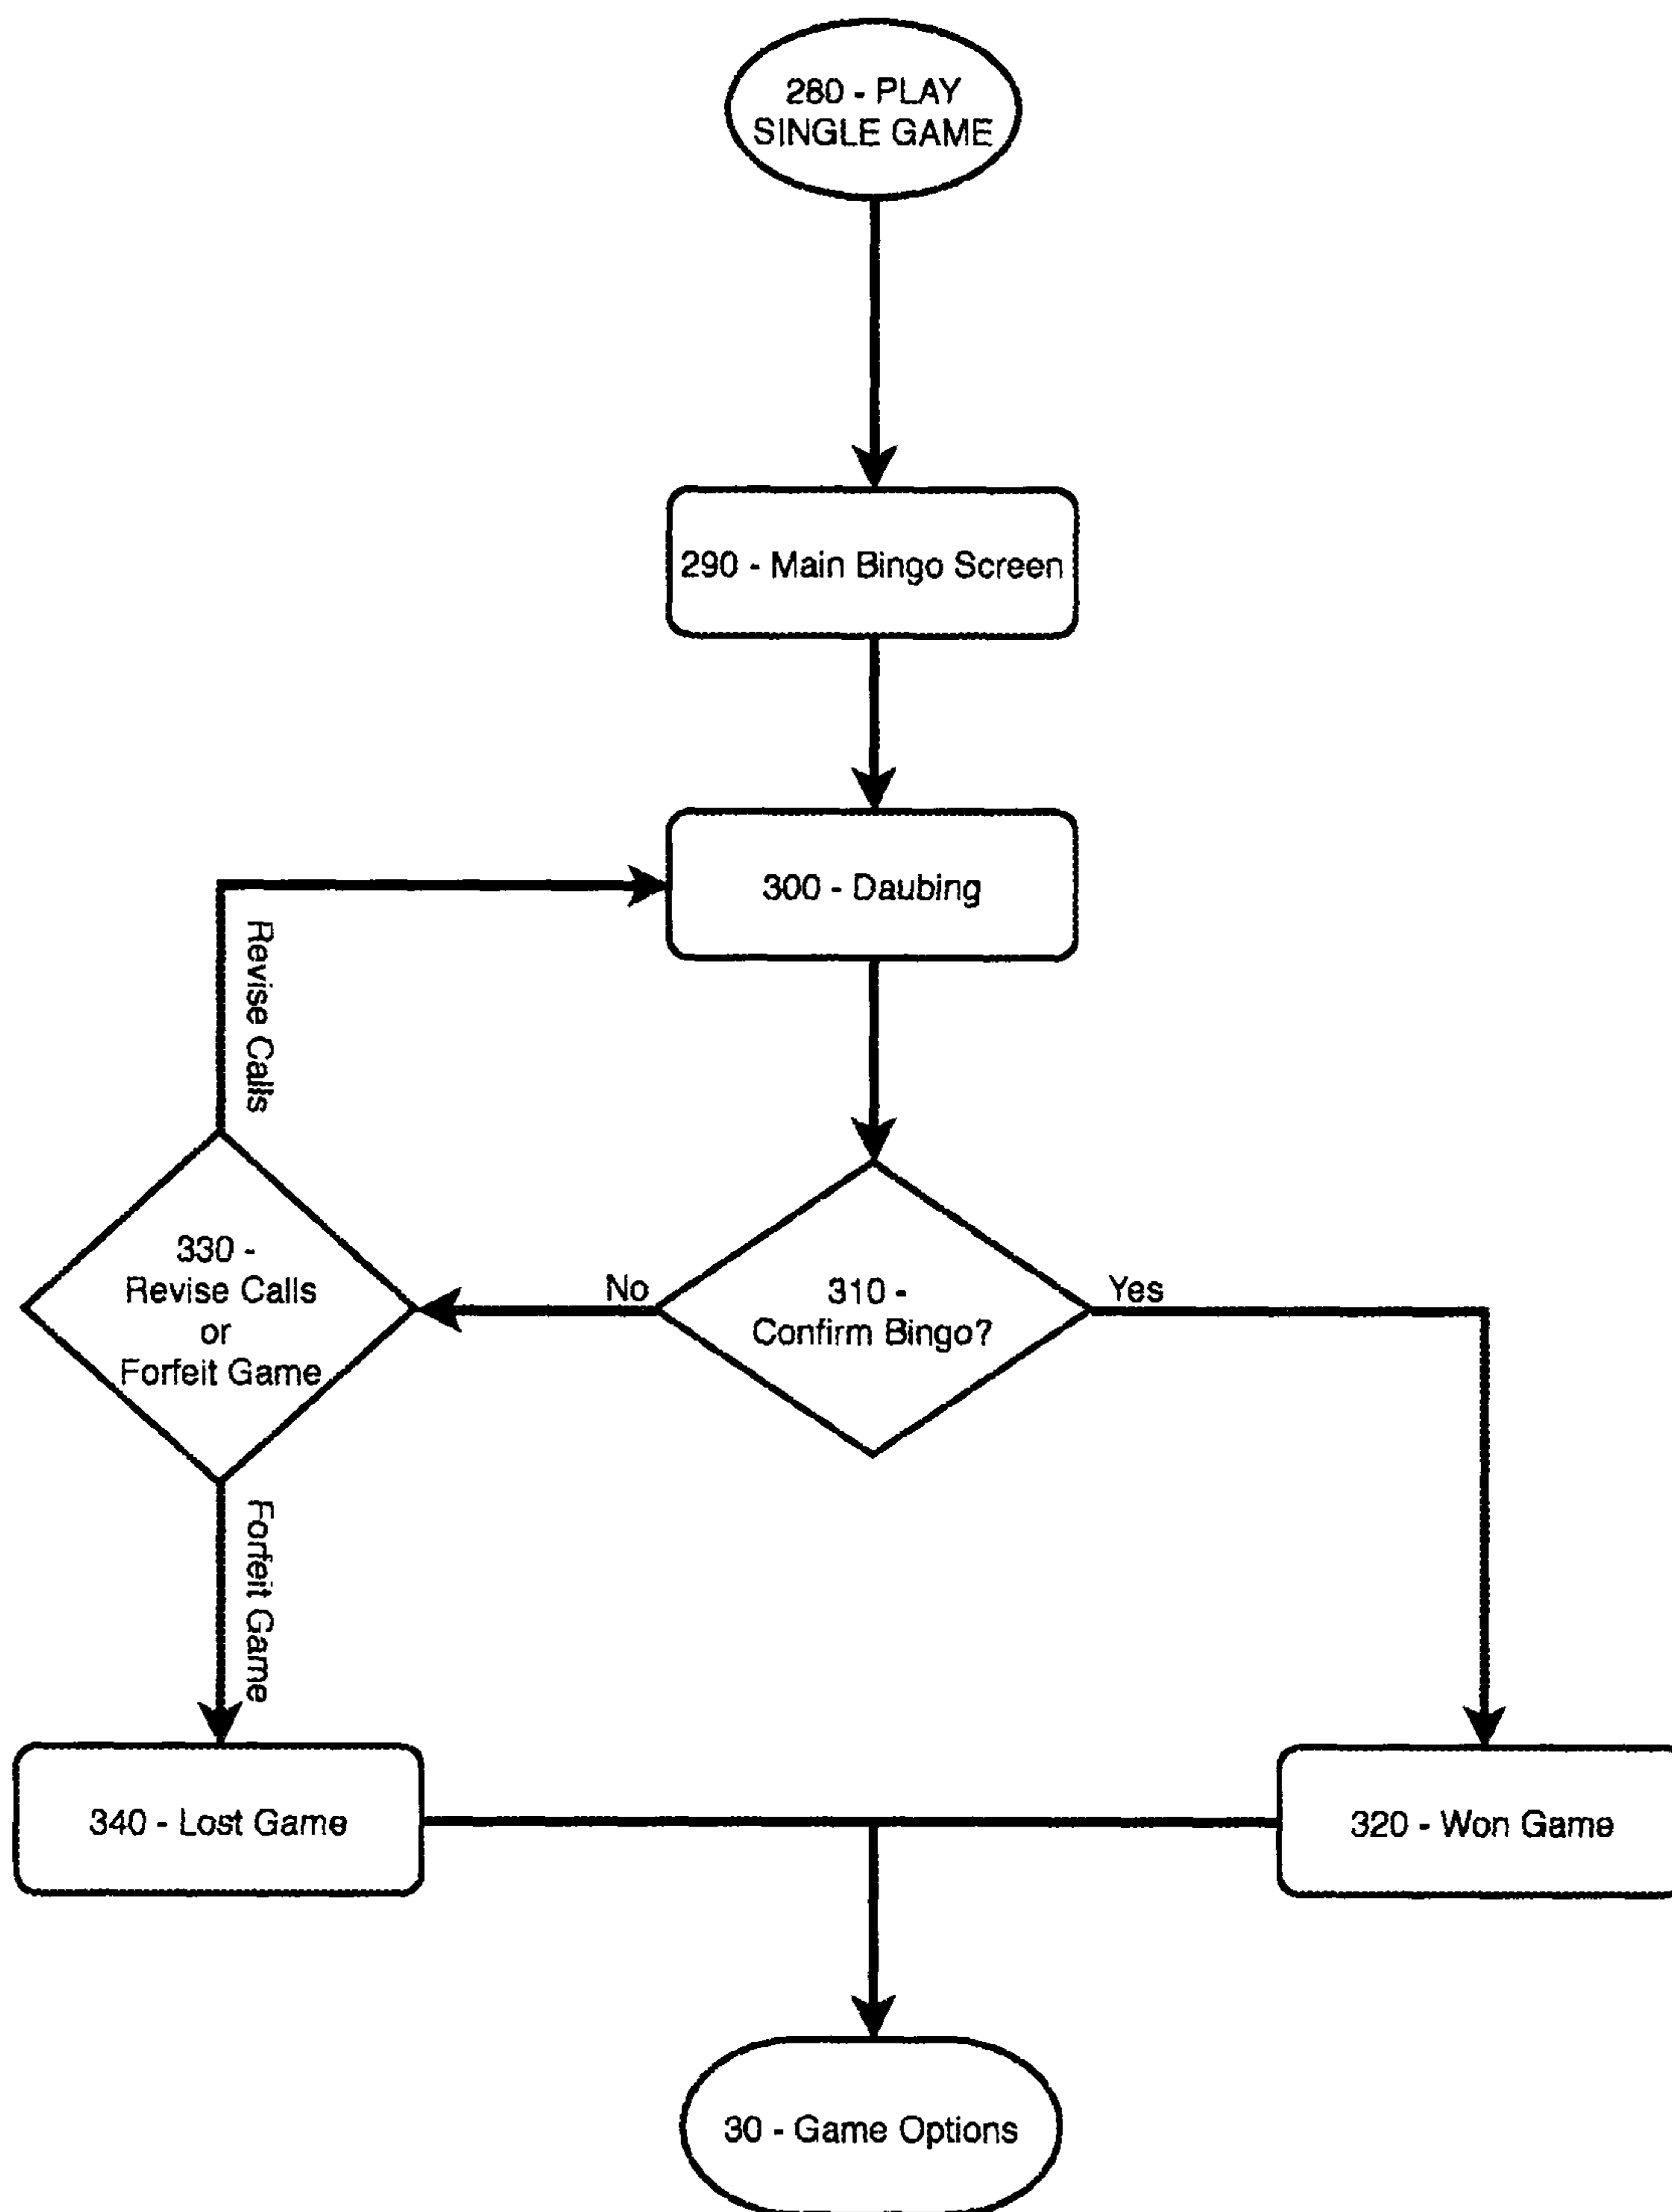 280 - PLAY
SINGLE GAME
290 - Main Bingo Screen
300 - Daubing
Revise Calls
330 -
Revise Calls
or
Forfeit Game
No
310 -
Confirm Bingo?
Yes
Forfeit Game
340 - Lost Game
320 - Won Game
30 - Game Options